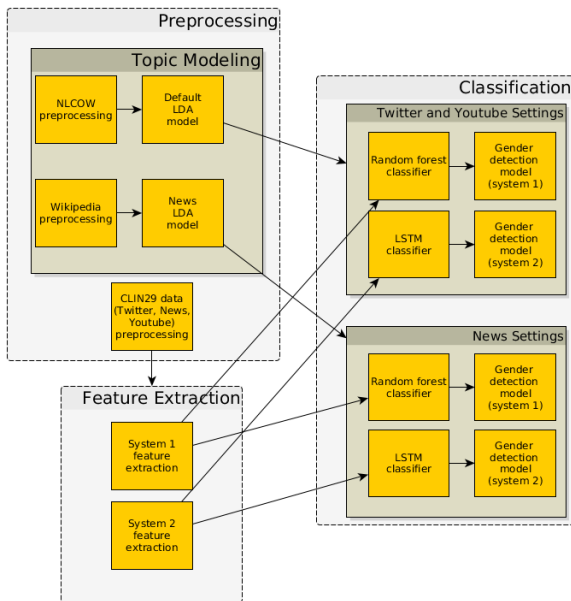 Preprocessing
Topic Modeling
NLCOW
preprocessing
Default
LDA
model
Wikipedia
preprocessing
News
LDA
model
CLIN29 data
(Twitter, News,
Youtube)
preprocessing
Feature Extraction
System 1
feature
extraction
System 2
feature
extraction
Classification
Twitter and Youtube Settings
Random forest
classifier
Gender
detection
model
(system 1)
LSTM
classifier
Gender
detection
model
(system 2)
News Settings
Random forest
classifier
Gender
detection
model
(system 1)
LSTM
classifier
Gender
detection
model
(system 2)